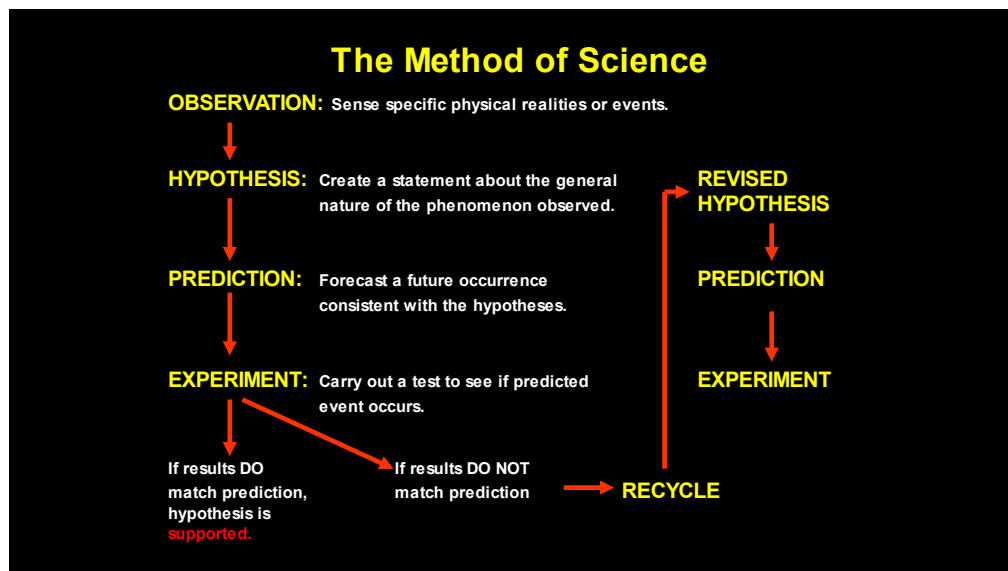 The Method of Science
OBSERVATION: Sense specific physical realities or events.
HYPOTHESIS: Create a statement about the general
nature of the phenomenon observed.
PREDICTION: Forecast a future occurrence
consistent with the hypotheses.
EXPERIMENT: Carry out a test to see if predicted
event occurs.
If results DO
match prediction,
hypothesis is
supported.
If results DO NOT
match prediction
RECYCLE
REVISED
HYPOTHESIS
PREDICTION
EXPERIMENT